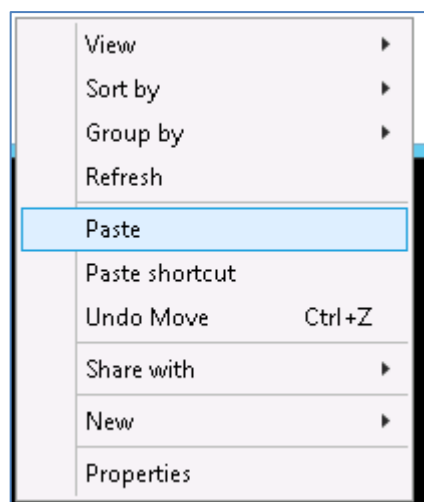 View
Sort by
Group by
Refresh
Paste
Paste shortcut
Undo Move Ctrl+Z
Share with
New
Properties